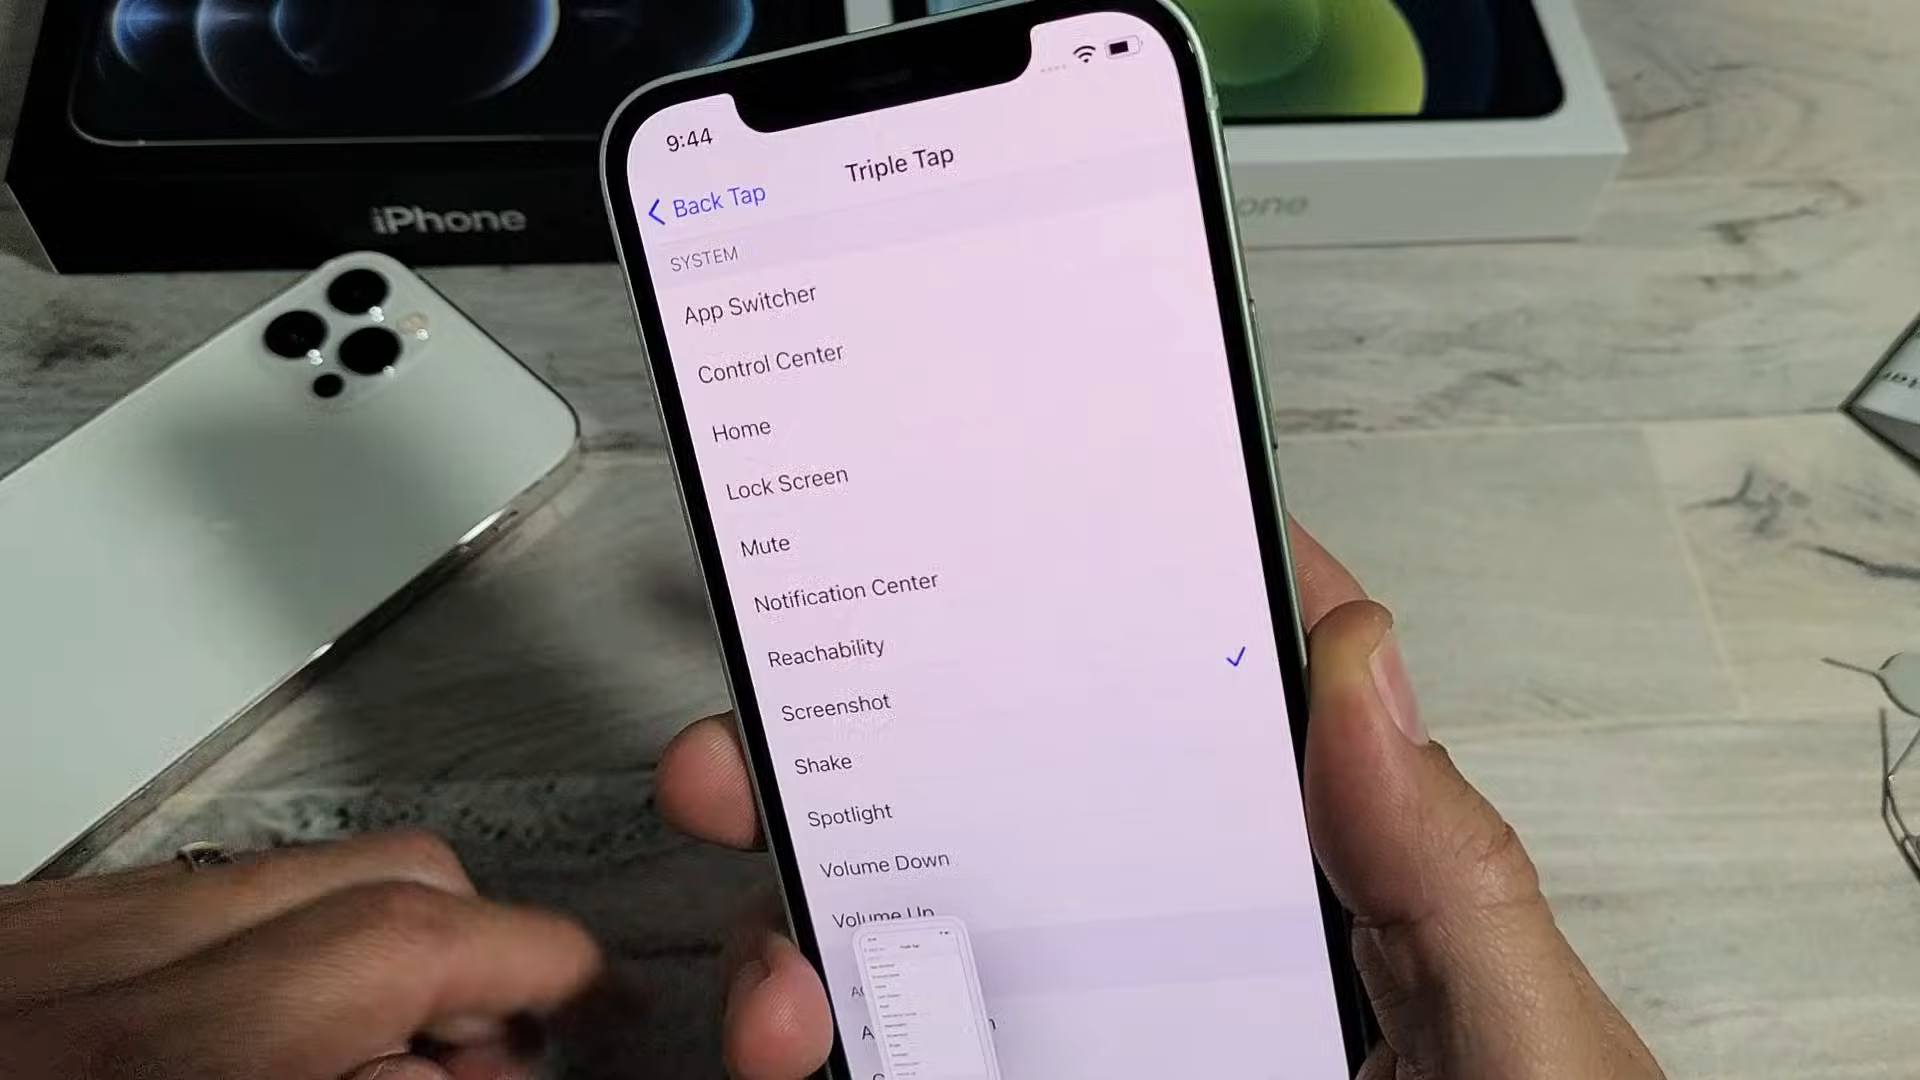 iPhone
9:44
Back Tap
Triple Tap
SYSTEM
App Switcher
Control Center
Home
Lock Screen
Mute
Notification Center
Reachability
Screenshot
Shake
Spotlight
Volume Down
Volume Up